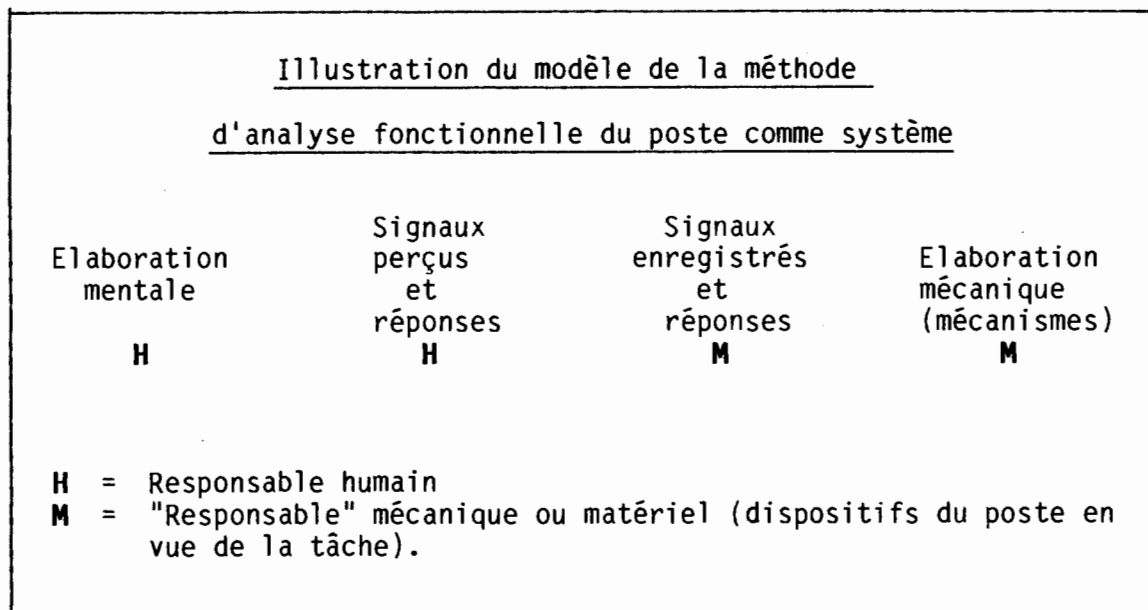 Illustration du modèle de la méthode
d'analyse fonctionnelle du poste comme système
Elaboration
mentale
H
Signaux
perçus
et
réponses
H
Signaux
enregistrés
et
réponses
M
Elaboration
mécanique
(mécanismes)
M
H = Responsable humain
M = "Responsable" mécanique ou matériel (dispositifs du poste en
vue de la tâche).